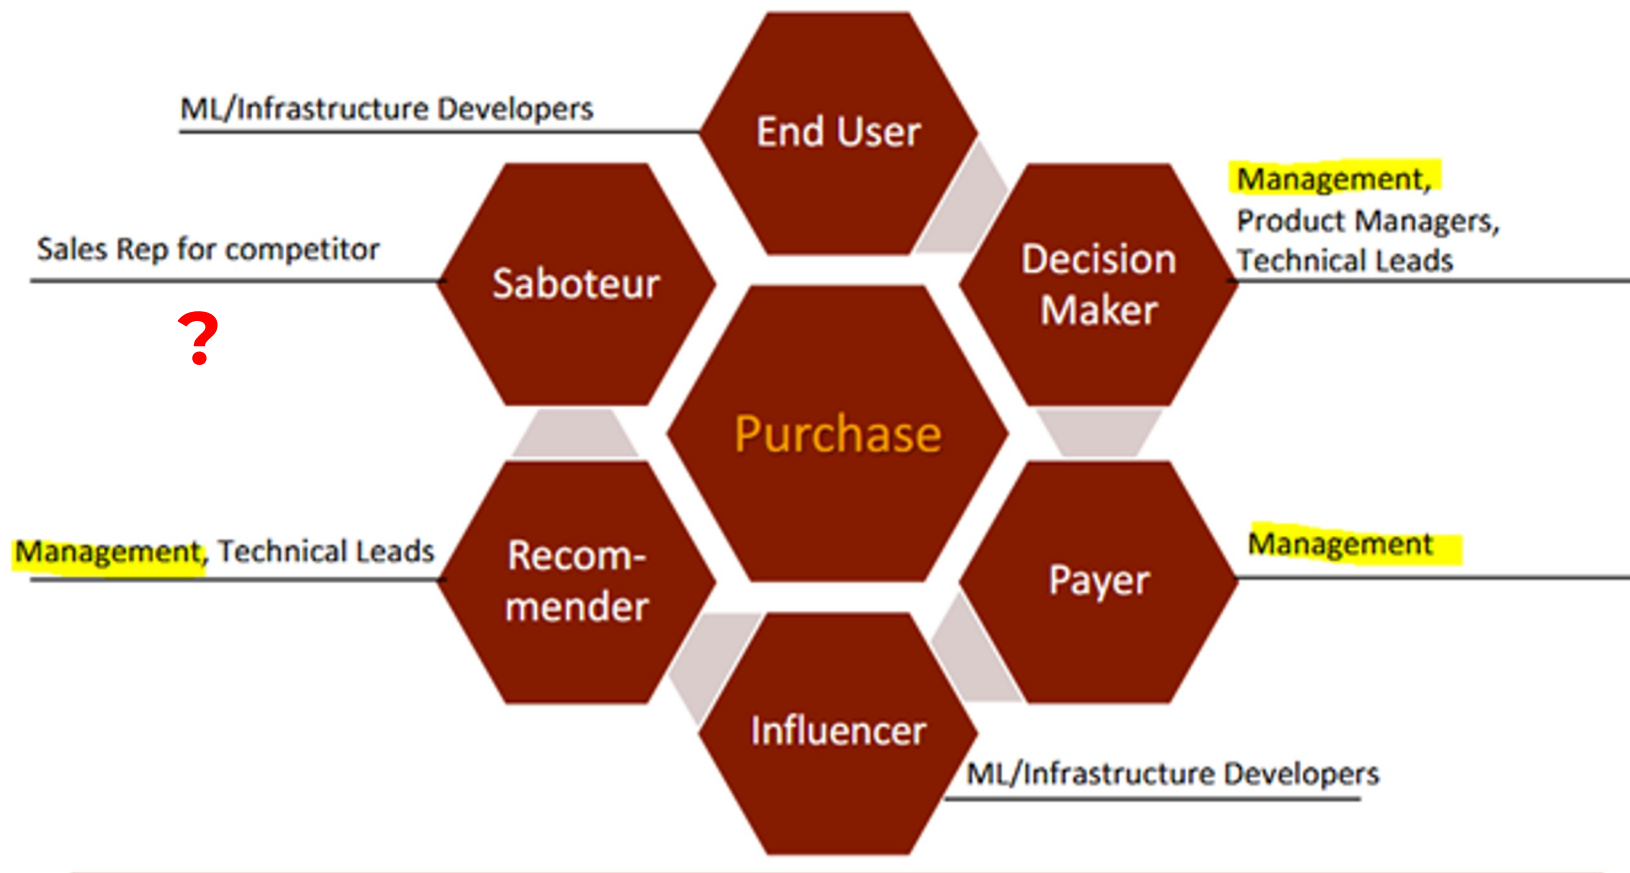 ML/Infrastructure Developers
End User
Management,
Product Managers,
Technical Leads
Decision
Maker
Sales Rep for competitor
Saboteur
?
Purchase
Management, Technical Leads
Recom-
mender
Management
Payer
Influencer
ML/Infrastructure Developers